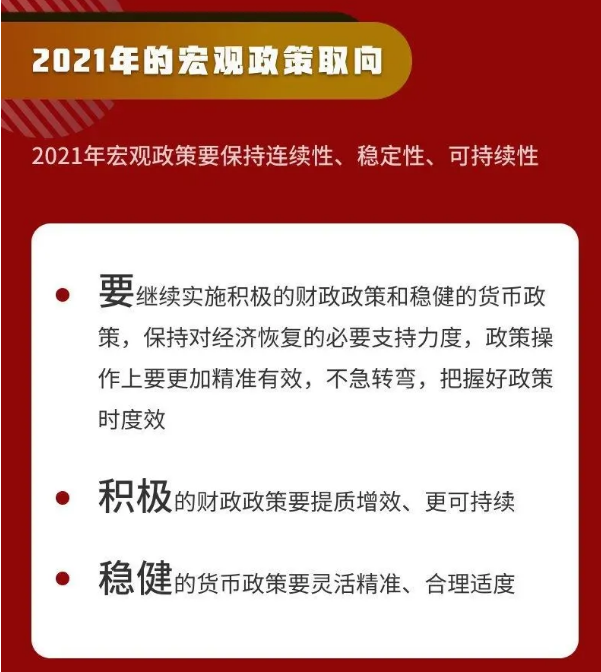 2021年的宏观政策取向
2021年宏观政策要保持连续性、稳定性、可持续性
要继续实施积极的财政政策和稳健的货币政
策，保持对经济恢复的必要支持力度，政策操
作上要更加精准有效，不急转弯，把握好政策
时度效
积极的财政政策要提质增效、更可持续
稳健的货币政策要灵活精准、合理适度